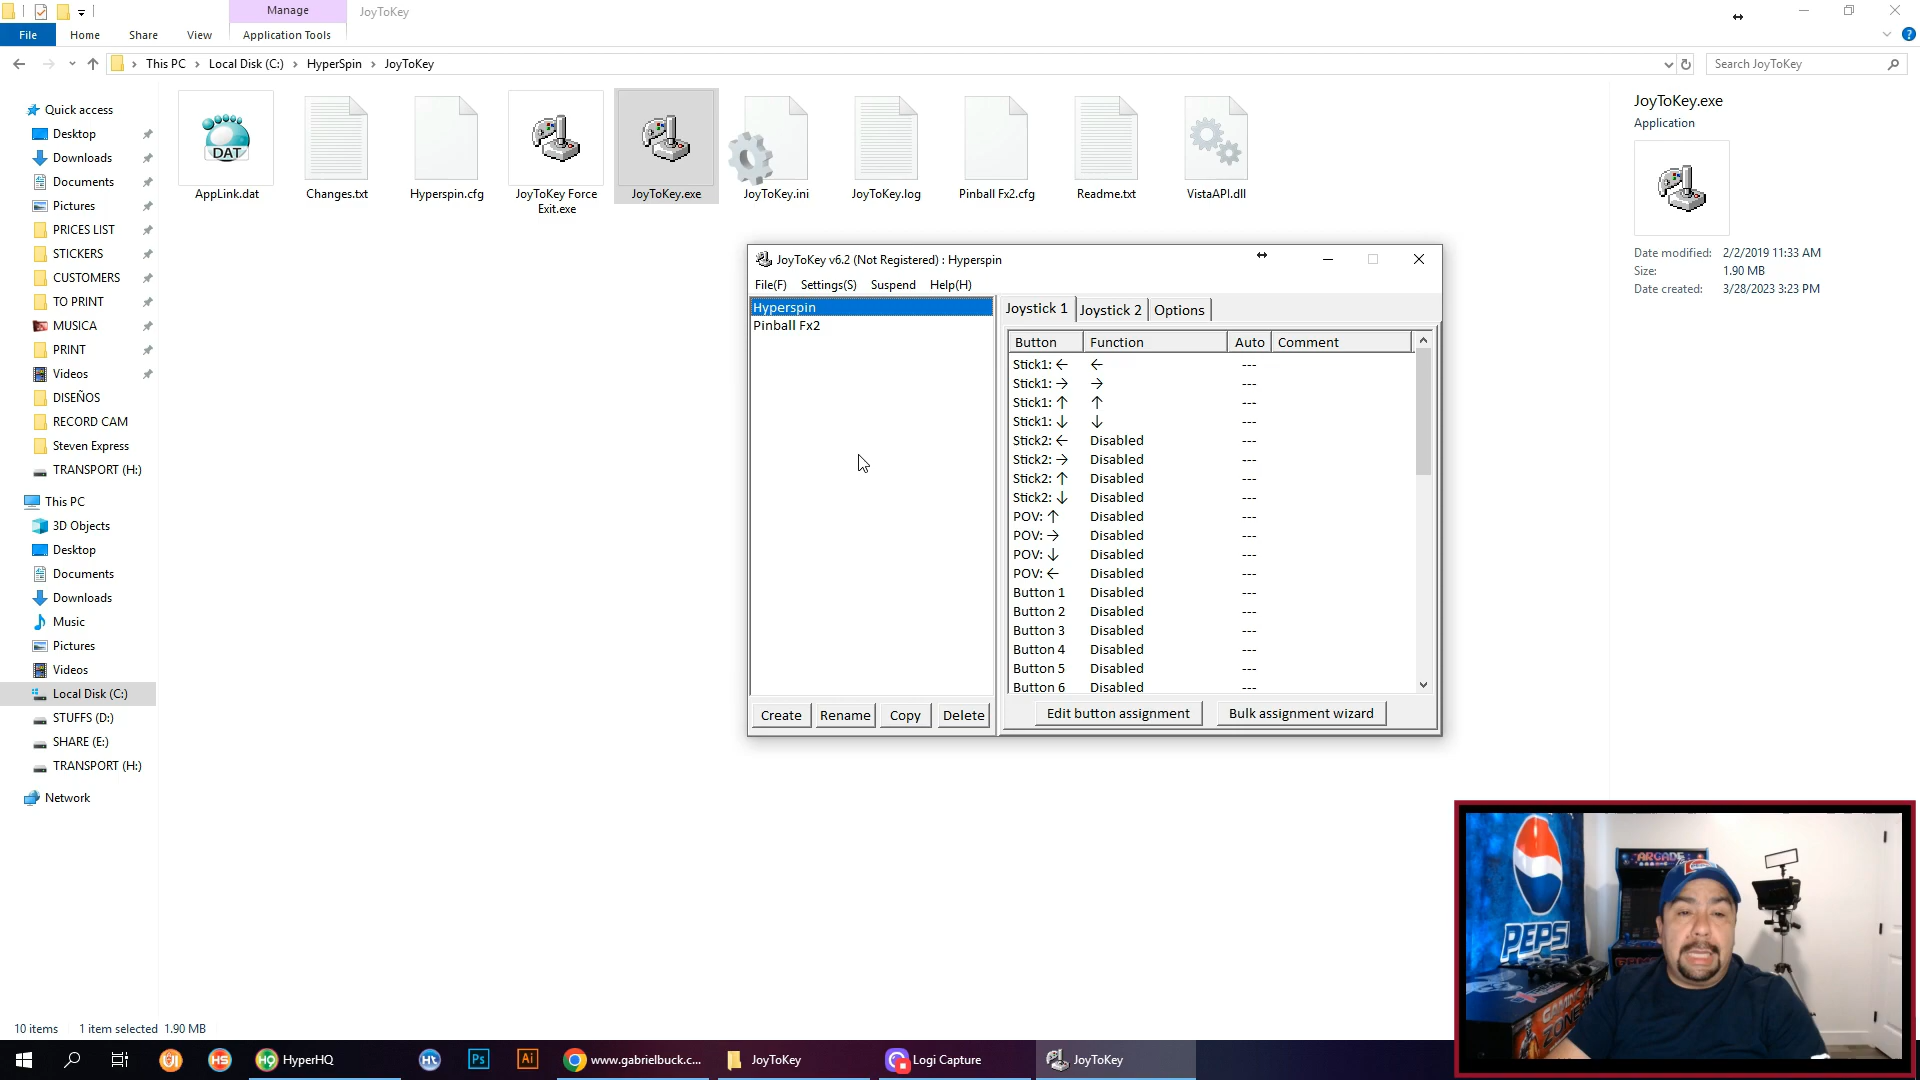 Manage
JoyToKey
File
Home
Share
View
Application Tools
This PC
Local Disk (C:)
HyperSpin
JoyToKey
Search JoyToKey
Quick access
Desktop
Downloads
Documents
Pictures
PRICES LIST
STICKERS
CUSTOMERS
TO PRINT
MUSICA
PRINT
Videos
DISEÑOS
RECORD CAM
Steven Express
TRANSPORT (H:)
This PC
3D Objects
Desktop
Documents
Downloads
Music
Pictures
Videos
Local Disk (C:)
STUFFS (D:)
SHARE (E:)
TRANSPORT (H:)
Network
DAT
AppLink.dat
Changes.txt
Hyperspin.cfg
JoyToKey Force
Exit.exe
JoyToKey.exe
JoyToKey.ini
JoyToKey.log
Pinball Fx2.cfg
Readme.txt
VistaAPI.dll
JoyToKey.exe
Application
Date modified: 2/2/2019 11:33 AM
Size: 1.90 MB
Date created: 3/28/2023 3:23 PM
JoyToKey v6.2 (Not Registered) : Hyperspin
File(F) Settings(S) Suspend Help(H)
Hyperspin
Pinball Fx2
Create Rename Copy Delete
Joystick 1 Joystick 2 Options
Button Function Auto Comment
Stick1: ← ← ---
Stick1: → → ---
Stick1: ↑ ↑ ---
Stick1: ↓ ↓ ---
Stick2: ← Disabled ---
Stick2: → Disabled ---
Stick2: ↑ Disabled ---
Stick2: ↓ Disabled ---
POV: ↑ Disabled ---
POV: → Disabled ---
POV: ↓ Disabled ---
POV: ← Disabled ---
Button 1 Disabled ---
Button 2 Disabled ---
Button 3 Disabled ---
Button 4 Disabled ---
Button 5 Disabled ---
Button 6 Disabled ---
Edit button assignment Bulk assignment wizard
ARCADE
PEPSI
GAMING
ZONE
10 items 1 item selected 1.90 MB
HS
HQ HyperHQ
Ht
Ps
Ai
www.gabrielbuck.c...
JoyToKey
Logi Capture
JoyToKey